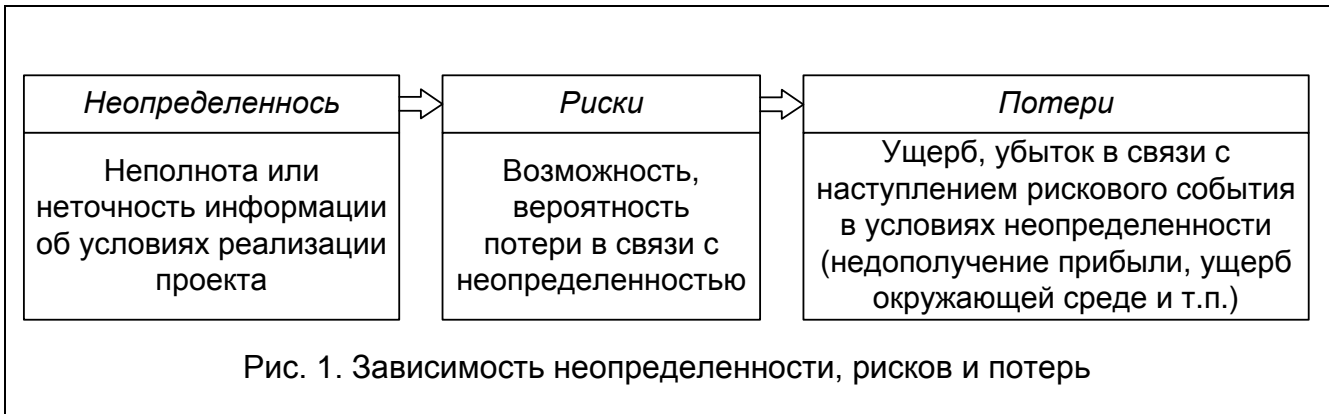 Неопределеннось
Риски
Потери
Неполнота или
неточность информации
об условиях реализации
проекта
Возможность,
вероятность
потери в связи с
неопределенностью
Ущерб, убыток в связи с
наступлением рискового события
в условиях неопределенности
(недополучение прибыли, ущерб
окружающей среде и т.п.)
Рис. 1. Зависимость неопределенности, рисков и потерь